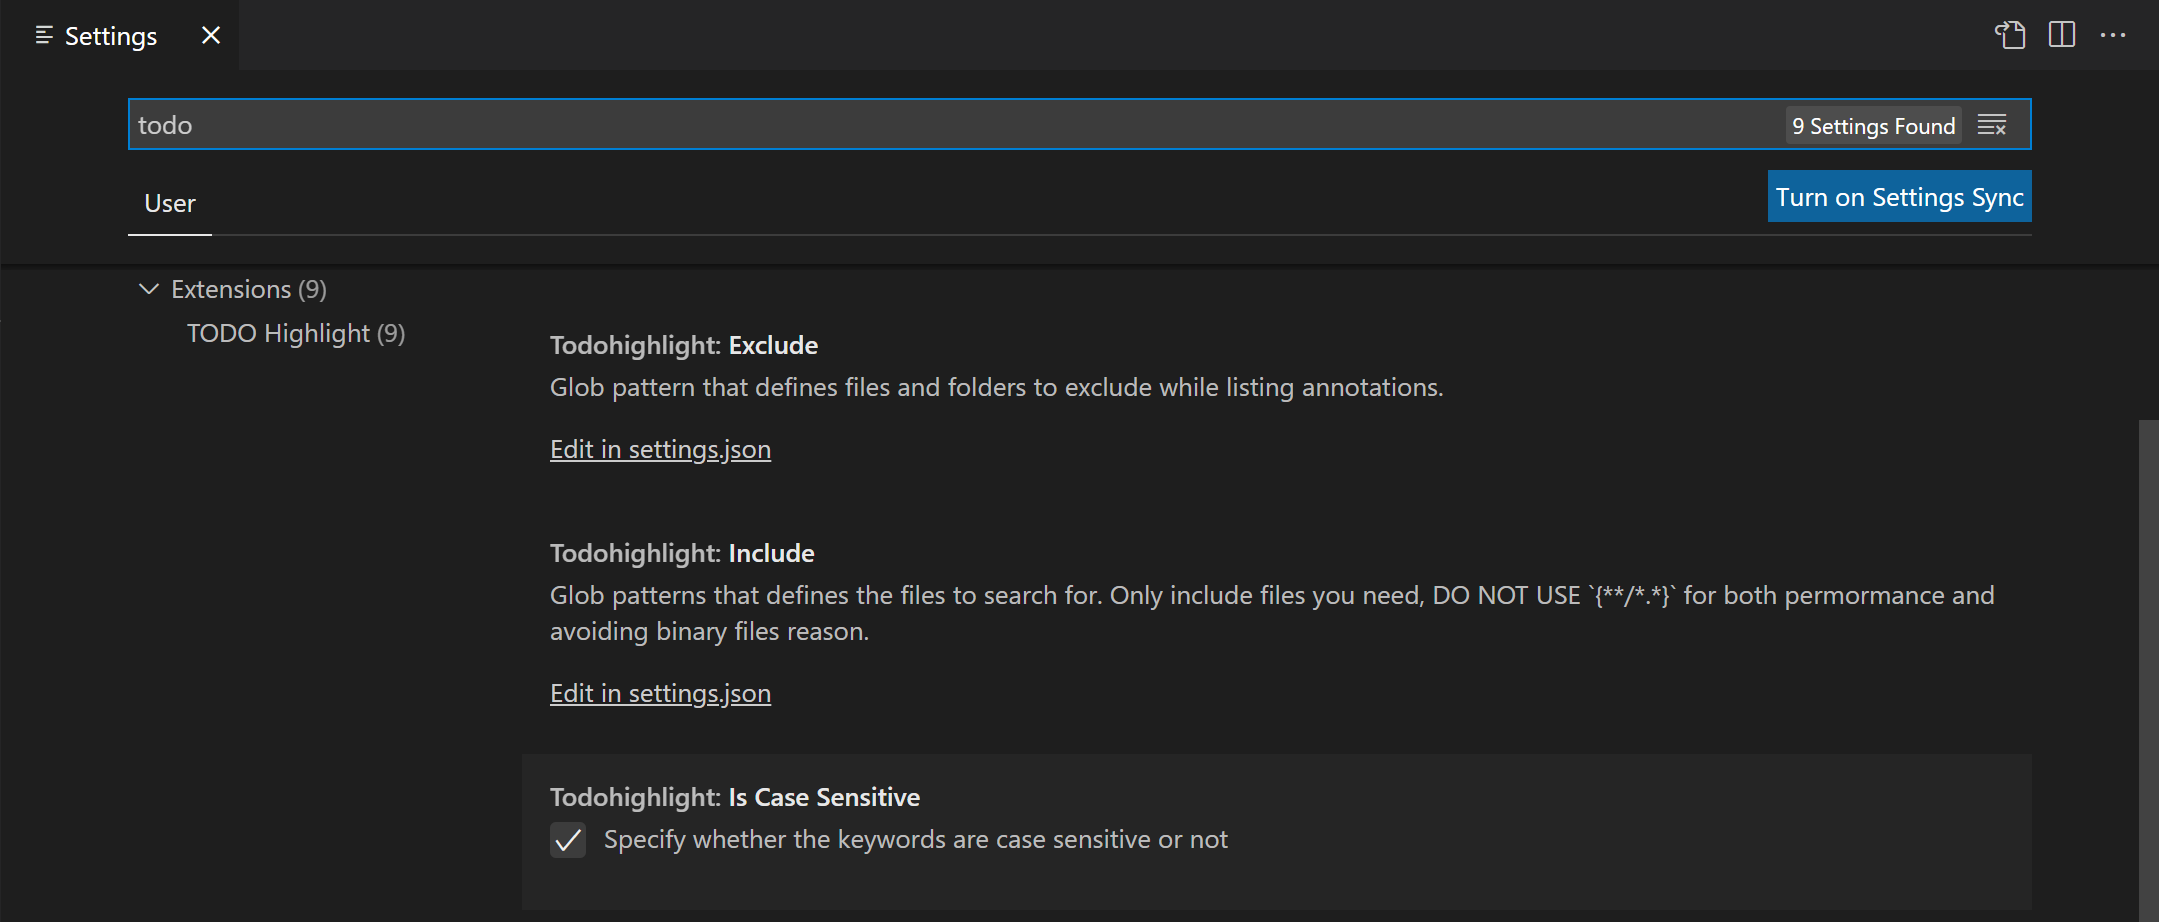 Settings
todo
9 Settings Found
User
Turn on Settings Sync
Extensions (9)
TODO Highlight (9)
Todohighlight: Exclude
Glob pattern that defines files and folders to exclude while listing annotations.
Edit in settings.json
Todohighlight: Include
Glob patterns that defines the files to search for. Only include files you need, DO NOT USE `{**/*.*}` for both permormance and
avoiding binary files reason.
Edit in settings.json
Todohighlight: Is Case Sensitive
Specify whether the keywords are case sensitive or not